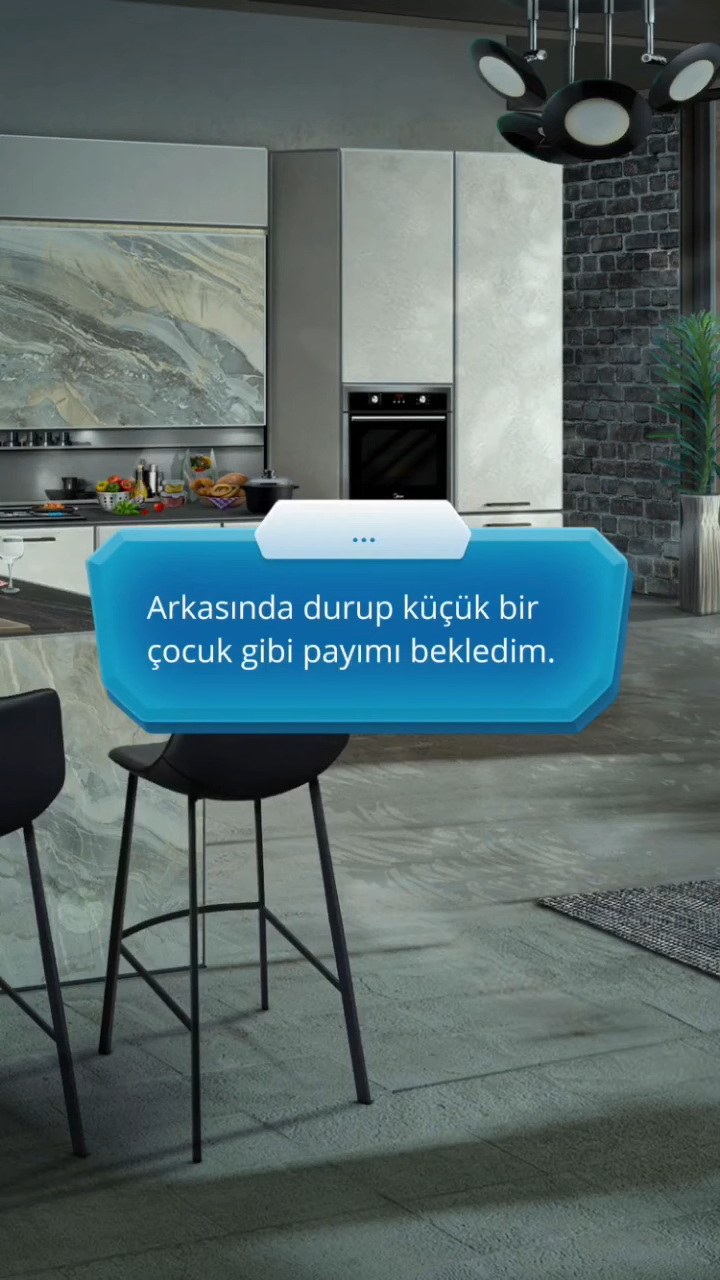 ...
Arkasında durup küçük bir
çocuk gibi payımı bekledim.